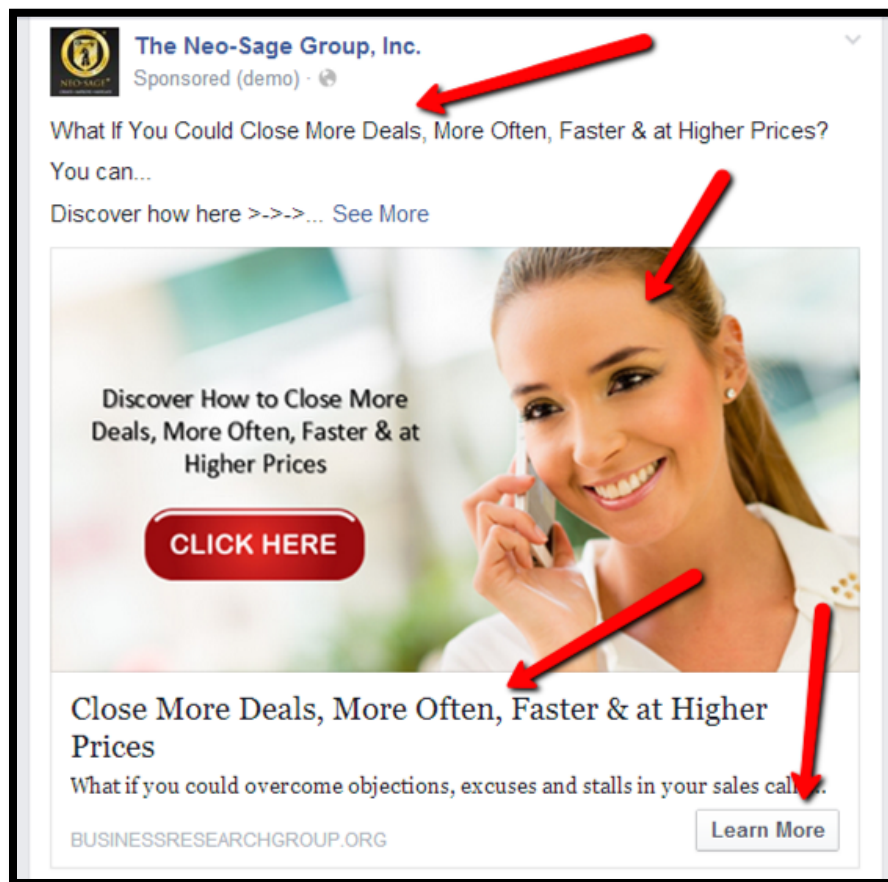 The Neo-Sage Group, Inc.
NEO-SAGE
Sponsored (demo) ·
What If You Could Close More Deals, More Often, Faster & at Higher Prices?
You can...
Discover how here >->->... See More
Discover How to Close More
Deals, More Often, Faster & at
Higher Prices
CLICK HERE
Close More Deals, More Often, Faster & at Higher
Prices
What if you could overcome objections, excuses and stalls in your sales
Learn More
BUSINESSRESEARCHGROUP.ORG